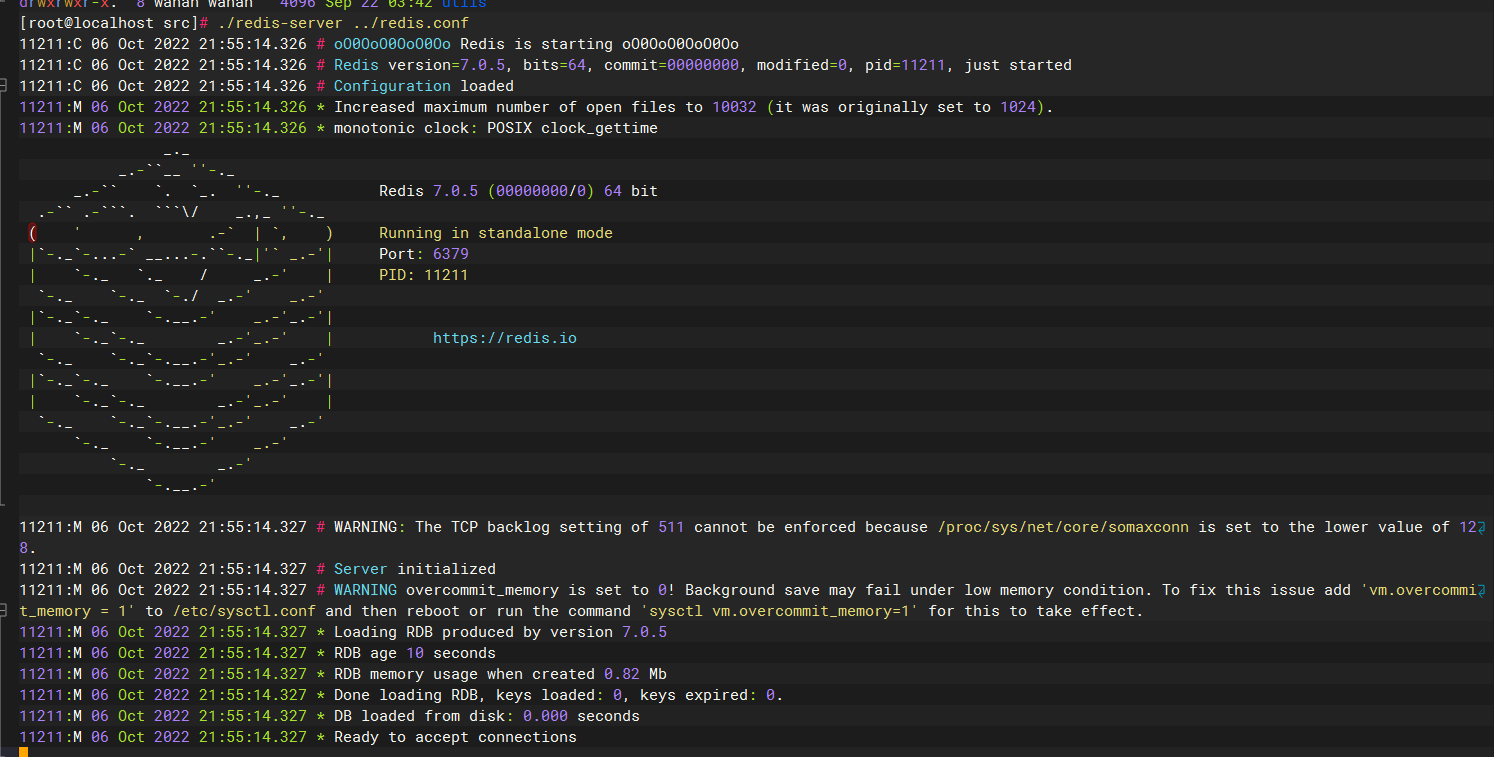 drwxrwxr-x.  8 wanan wanan   4096 Sep 22 03:42 utils
[root@localhost src]# ./redis-server ../redis.conf
11211:C 06 Oct 2022 21:55:14.326 # oO0OoO0OoO0Oo Redis is starting oO0OoO0OoO0Oo
11211:C 06 Oct 2022 21:55:14.326 # Redis version=7.0.5, bits=64, commit=00000000, modified=0, pid=11211, just started
11211:C 06 Oct 2022 21:55:14.326 # Configuration loaded
11211:M 06 Oct 2022 21:55:14.326 * Increased maximum number of open files to 10032 (it was originally set to 1024).
11211:M 06 Oct 2022 21:55:14.326 * monotonic clock: POSIX clock_gettime
Redis 7.0.5 (00000000/0) 64 bit
Running in standalone mode
Port: 6379
PID: 11211
https://redis.io
11211:M 06 Oct 2022 21:55:14.327 # WARNING: The TCP backlog setting of 511 cannot be enforced because /proc/sys/net/core/somaxconn is set to the lower value of 12
8.
11211:M 06 Oct 2022 21:55:14.327 # Server initialized
11211:M 06 Oct 2022 21:55:14.327 # WARNING overcommit_memory is set to 0! Background save may fail under low memory condition. To fix this issue add 'vm.overcommi
t_memory = 1' to /etc/sysctl.conf and then reboot or run the command 'sysctl vm.overcommit_memory=1' for this to take effect.
11211:M 06 Oct 2022 21:55:14.327 * Loading RDB produced by version 7.0.5
11211:M 06 Oct 2022 21:55:14.327 * RDB age 10 seconds
11211:M 06 Oct 2022 21:55:14.327 * RDB memory usage when created 0.82 Mb
11211:M 06 Oct 2022 21:55:14.327 * Done loading RDB, keys loaded: 0, keys expired: 0.
11211:M 06 Oct 2022 21:55:14.327 * DB loaded from disk: 0.000 seconds
11211:M 06 Oct 2022 21:55:14.327 * Ready to accept connections